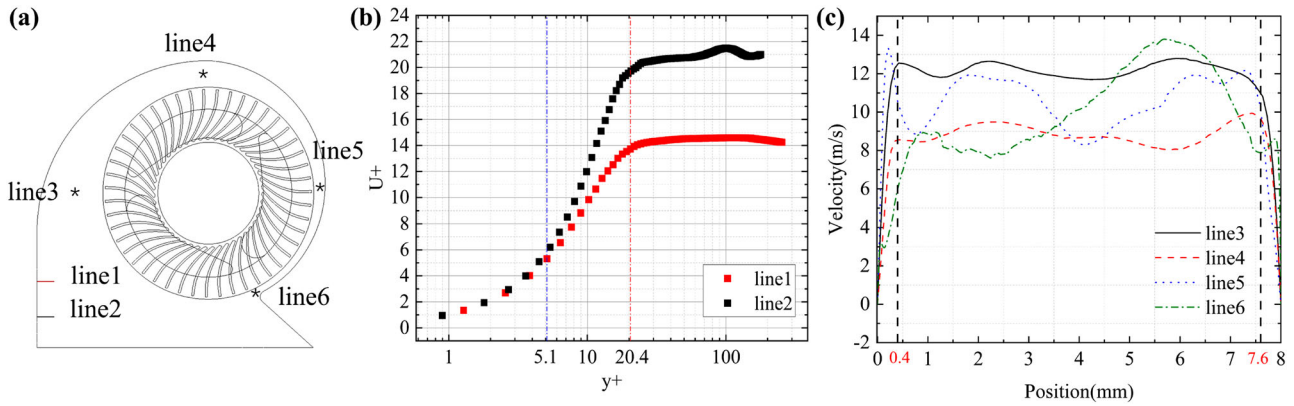 (a)
line4
line5
line3
line1
line2
line6
(b)
24
22
20
18
16
14
12
10
8
6
4
2
0
U+
1
5.1
10
20.4
100
y+
line1
line2
(c)
14
12
10
8
6
4
2
0
-2
Velocity(m/s)
0
0.4
1
2
3
4
5
6
7
7.6
8
Position(mm)
line3
line4
line5
line6